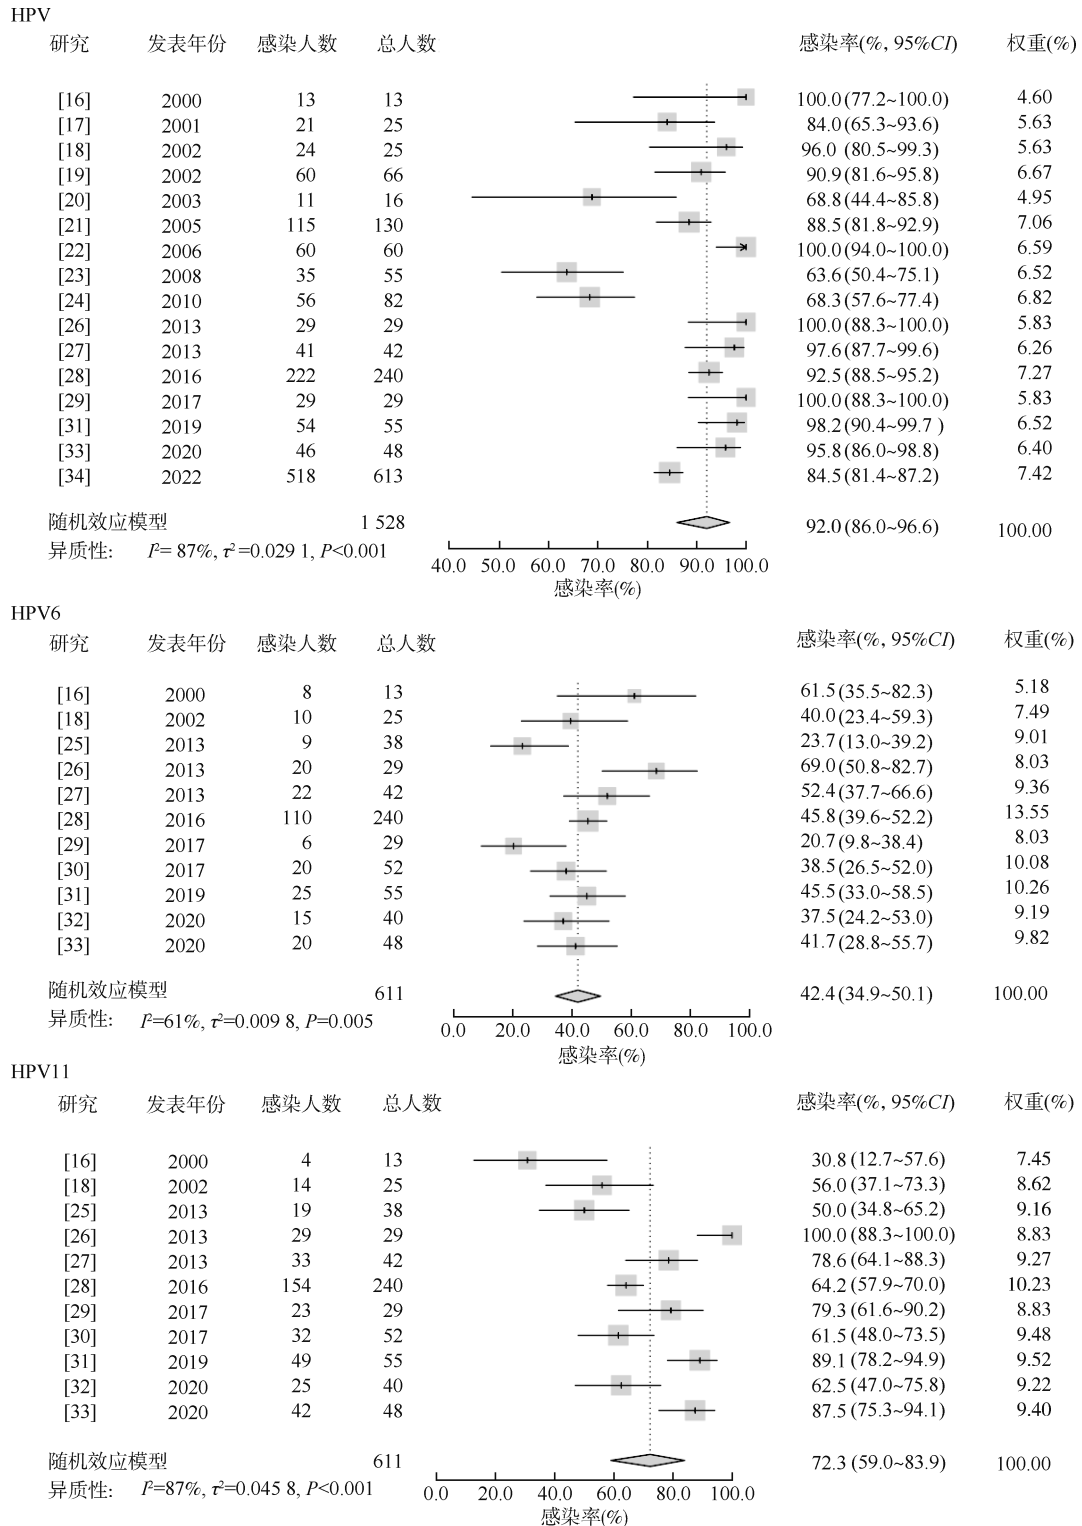 HPV
研究 发表年份 感染人数 总人数 感染率(%, 95%CI) 权重(%)
[16] 2000 13 13 100.0(77.2~100.0) 4.60
[17] 2001 21 25 84.0(65.3~93.6) 5.63
[18] 2002 24 25 96.0 (80.5~99.3) 5.63
[19] 2002 60 66 90.9(81.6~95.8) 6.67
[20] 2003 11 16 68.8(44.4~85.8) 4.95
[21] 2005 115 130 88.5(81.8~92.9) 7.06
[22] 2006 60 60 100.0(94.0~100.0) 6.59
[23] 2008 35 55 63.6(50.4~75.1) 6.52
[24] 2010 56 82 68.3(57.6~77.4) 6.82
[26] 2013 29 29 100.0(88.3~100.0) 5.83
[27] 2013 41 42 97.6(87.7~99.6) 6.26
[28] 2016 222 240 92.5(88.5~95.2) 7.27
[29] 2017 29 29 100.0(88.3~100.0) 5.83
[31] 2019 54 55 98.2(90.4~99.7 ) 6.52
[33] 2020 46 48 95.8(86.0~98.8) 6.40
[34] 2022 518 613 84.5(81.4~87.2) 7.42
随机效应模型 1 528 92.0(86.0~96.6) 100.00
异质性: I²= 87%, τ²=0.029 1, P<0.001
40.0 50.0 60.0 70.0 80.0 90.0 100.0
感染率(%)
HPV6
研究 发表年份 感染人数 总人数 感染率(%, 95%CI) 权重(%)
[16] 2000 8 13 61.5(35.5~82.3) 5.18
[18] 2002 10 25 40.0(23.4~59.3) 7.49
[25] 2013 9 38 23.7(13.0~39.2) 9.01
[26] 2013 20 29 69.0(50.8~82.7) 8.03
[27] 2013 22 42 52.4(37.7~66.6) 9.36
[28] 2016 110 240 45.8(39.6~52.2) 13.55
[29] 2017 6 29 20.7(9.8~38.4) 8.03
[30] 2017 20 52 38.5(26.5~52.0) 10.08
[31] 2019 25 55 45.5(33.0~58.5) 10.26
[32] 2020 15 40 37.5(24.2~53.0) 9.19
[33] 2020 20 48 41.7(28.8~55.7) 9.82
随机效应模型 611 42.4(34.9~50.1) 100.00
异质性: I²=61%, τ²=0.009 8, P=0.005
0.0 20.0 40.0 60.0 80.0 100.0
感染率(%)
HPV11
研究 发表年份 感染人数 总人数 感染率(%, 95%CI) 权重(%)
[16] 2000 4 13 30.8(12.7~57.6) 7.45
[18] 2002 14 25 56.0(37.1~73.3) 8.62
[25] 2013 19 38 50.0(34.8~65.2) 9.16
[26] 2013 29 29 100.0(88.3~100.0) 8.83
[27] 2013 33 42 78.6(64.1~88.3) 9.27
[28] 2016 154 240 64.2(57.9~70.0) 10.23
[29] 2017 23 29 79.3(61.6~90.2) 8.83
[30] 2017 32 52 61.5(48.0~73.5) 9.48
[31] 2019 49 55 89.1(78.2~94.9) 9.52
[32] 2020 25 40 62.5(47.0~75.8) 9.22
[33] 2020 42 48 87.5(75.3~94.1) 9.40
随机效应模型 611 72.3(59.0~83.9) 100.00
异质性: I²=87%, τ²=0.045 8, P<0.001
0.0 20.0 40.0 60.0 80.0 100.0
感染率(%)